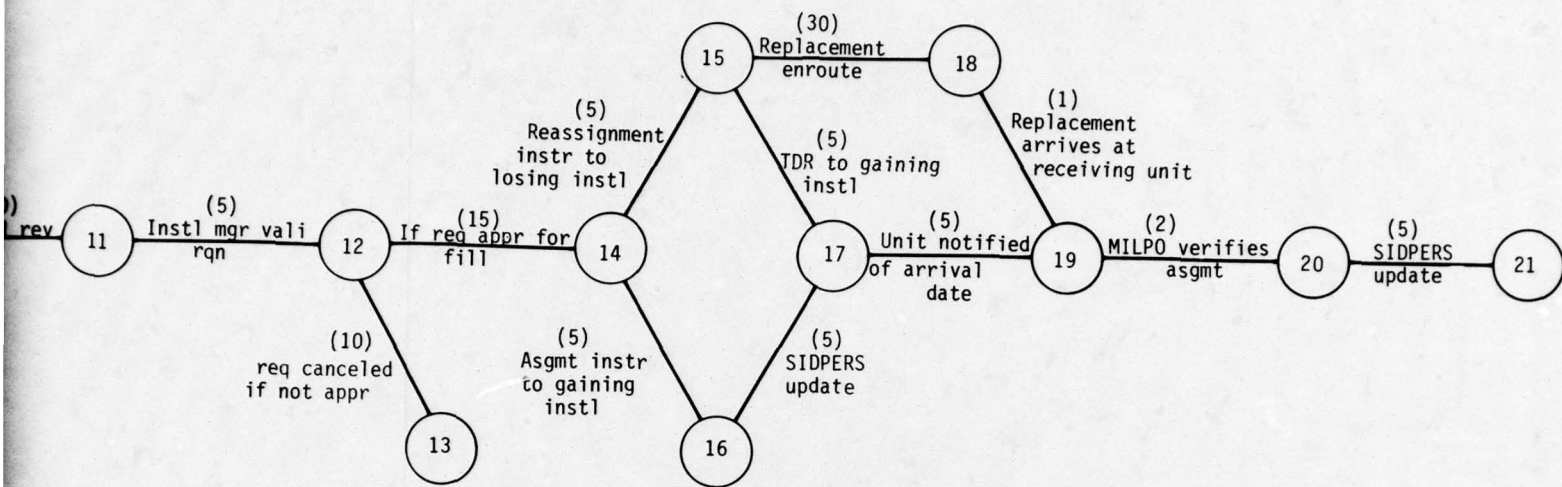 (30)
Replacement
enroute
15
18
(5)
Reassignment
instr to
losing instl
(5)
TDR to gaining
instl
(1)
Replacement
arrives at
receiving unit
rev
11
(5)
Instl mgr vali
rqn
12
(15)
If req appr for
fill
14
17
(5)
Unit notified
of arrival
date
19
(2)
MILPO verifies
asgmt
20
(5)
SIDPERS
update
21
(10)
req canceled
if not appr
13
(5)
Asgmt instr
to gaining
instl
16
(5)
SIDPERS
update